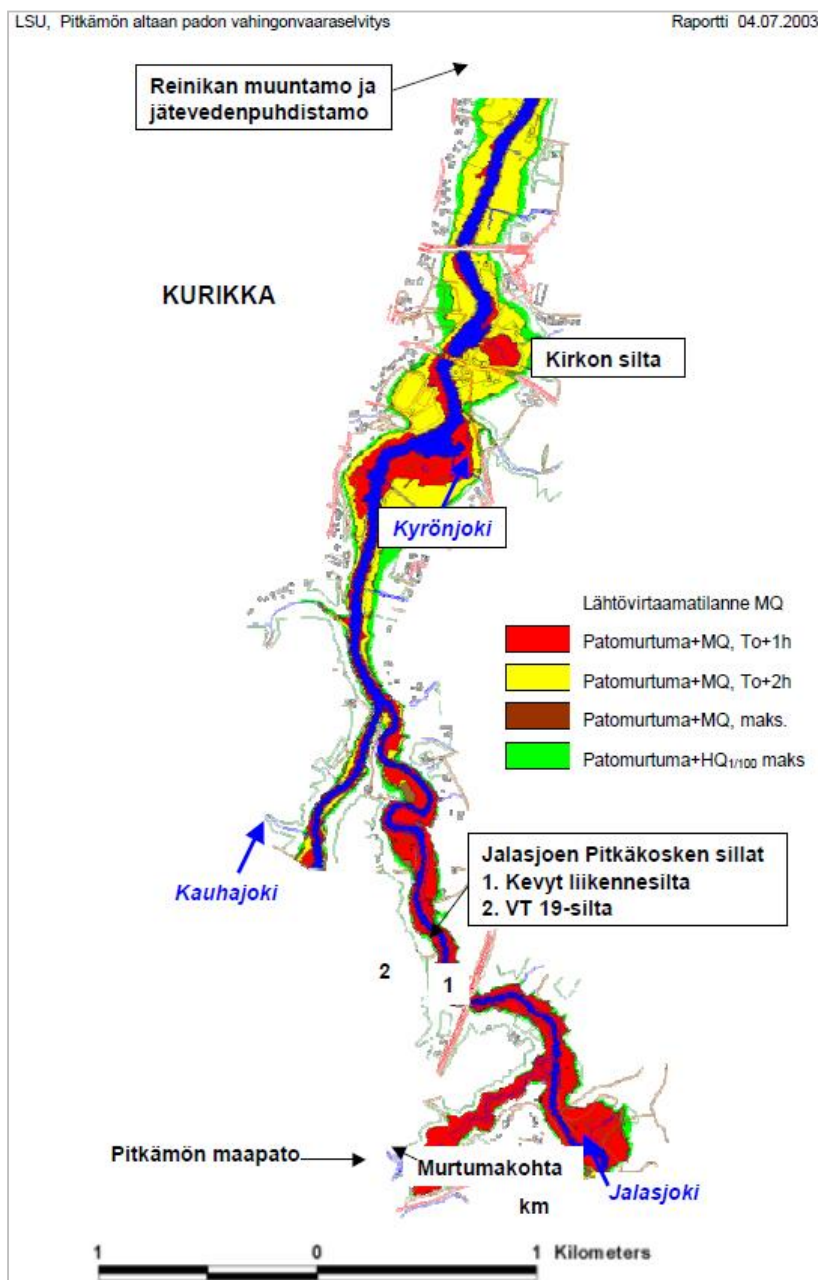 LSU, Pitkämön altaan padon vahingonvaaraselvitys Raportti 04.07.2003
Reinikan muuntamo ja
jätevedenpuhdistamo
KURIKKA
Kirkon silta
Kyrönjoki
Lähtövirtaamatilanne MQ
Patomurtuma+MQ, To+1h
Patomurtuma+MQ, To+2h
Patomurtuma+MQ, maks.
Patomurtuma+HQ1/100 maks
Kauhajoki
Jalasjoen Pitkäkosken sillat
1. Kevyt liikennesilta
2. VT 19-silta
2
1
Pitkämön maapato
Murtumakohta
Jalasjoki
km
1 0 1 Kilometers